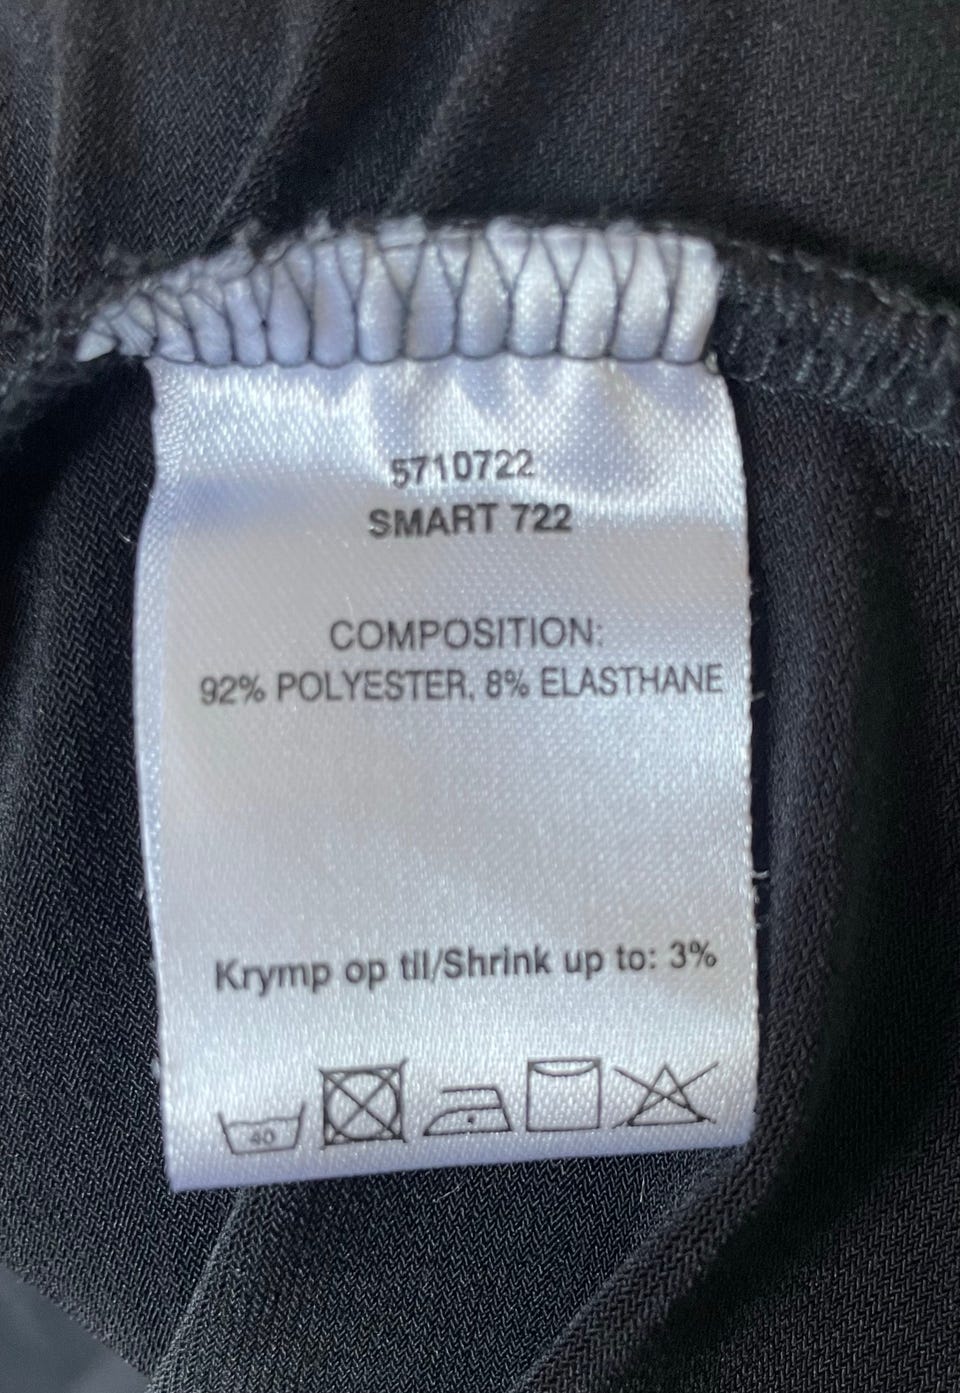 5710722
SMART 722
COMPOSITION:
92% POLYESTER, 8% ELASTHANE
Krymp op til/Shrink up to: 3%
40